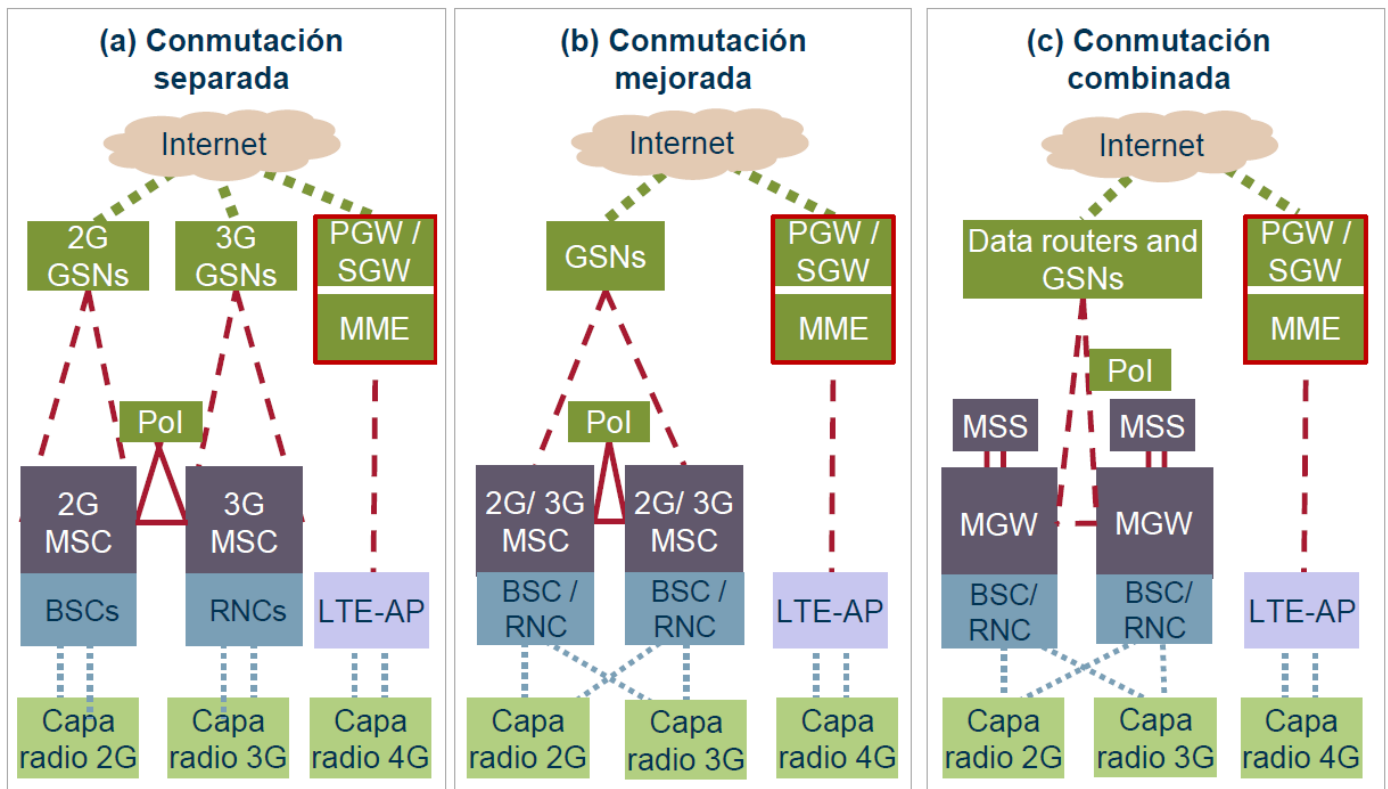 (a) Conmutación
separada
Internet
2G
GSNs
3G
GSNs
PGW /
SGW
MME
PoI
2G
MSC
3G
MSC
BSCs
RNCs
LTE-AP
Capa
radio 2G
Capa
radio 3G
Capa
radio 4G
(b) Conmutación
mejorada
Internet
GSNs
PGW /
SGW
MME
PoI
2G/ 3G
MSC
2G/ 3G
MSC
BSC /
RNC
BSC /
RNC
LTE-AP
Capa
radio 2G
Capa
radio 3G
Capa
radio 4G
(c) Conmutación
combinada
Internet
Data routers and
GSNs
PGW /
SGW
MME
PoI
MSS
MSS
MGW
MGW
BSC/
RNC
BSC/
RNC
LTE-AP
Capa
radio 2G
Capa
radio 3G
Capa
radio 4G